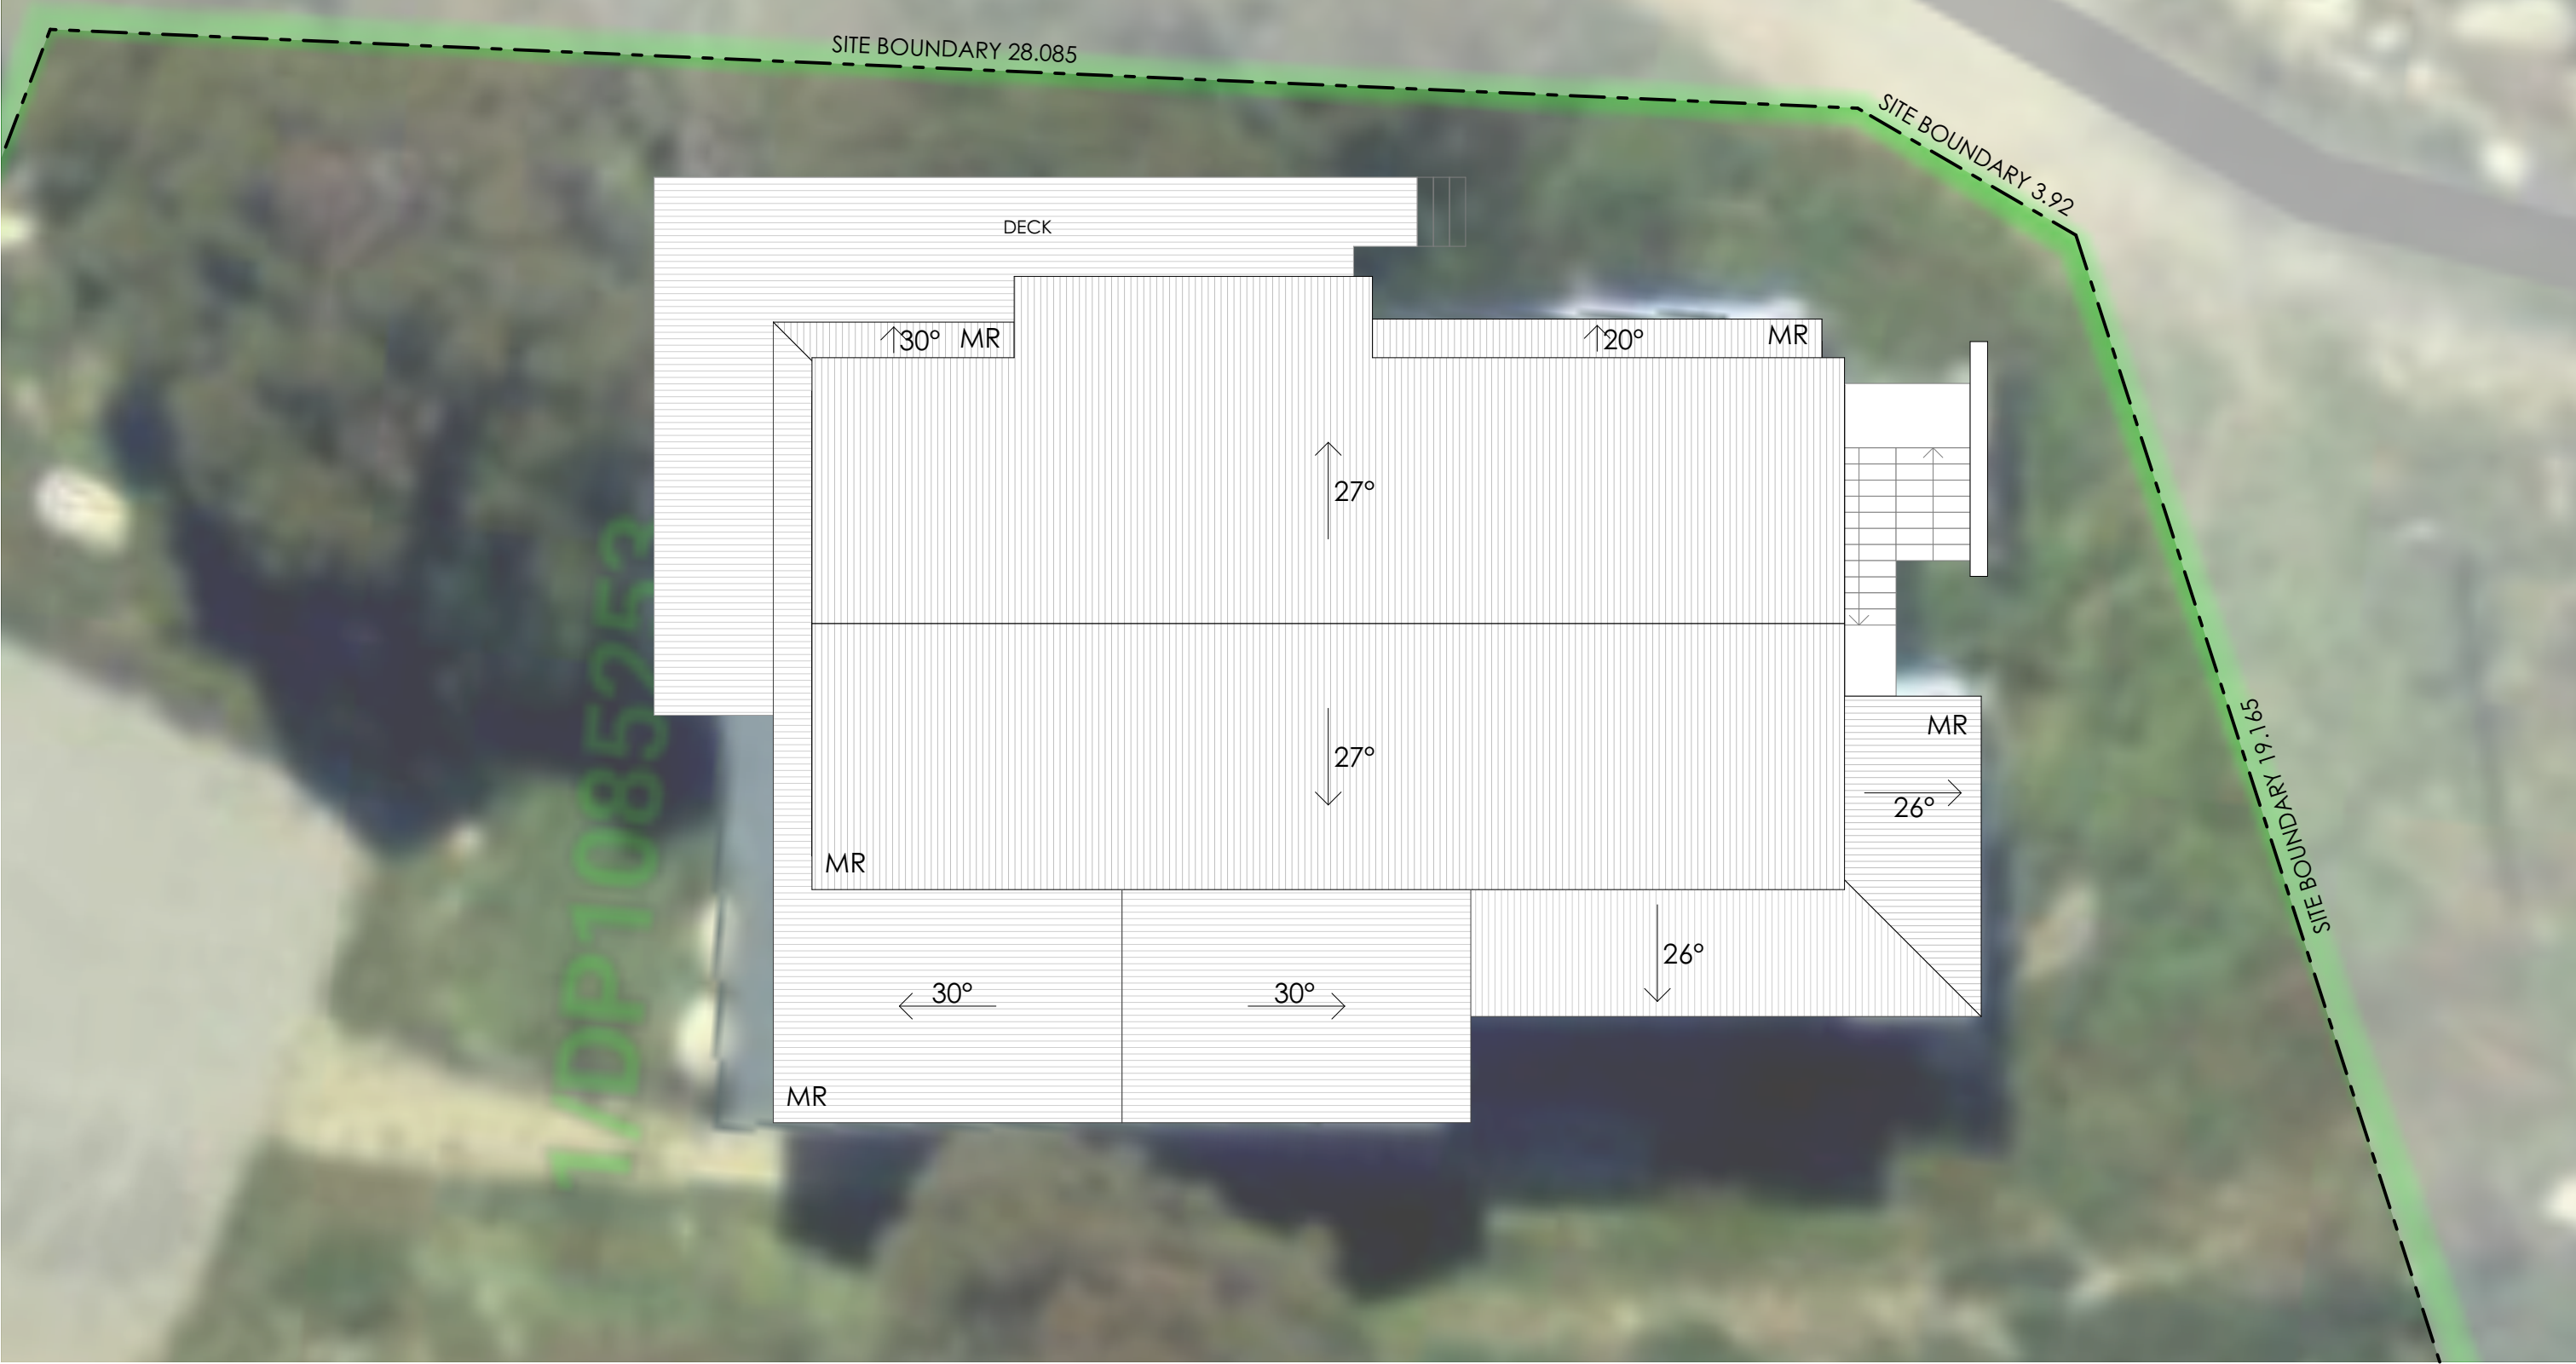 SITE BOUNDARY 28.085
SITE BOUNDARY 3.92
DECK
30° MR
20° MR
27°
1/DP1085253
SITE BOUNDARY 19.165
MR
27°
26°
MR
26°
30°
30°
MR